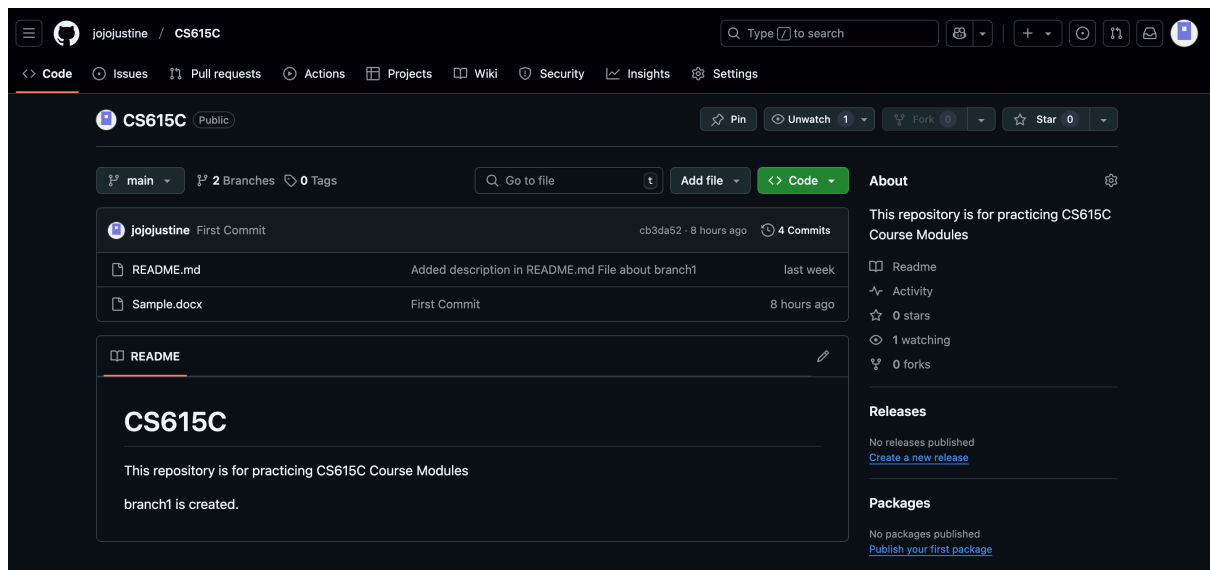 jojojustine / CS615C
Type / to search
Code Issues Pull requests Actions Projects Wiki Security Insights Settings
CS615C Public
Pin Unwatch 1 Fork 0 Star 0
main 2 Branches 0 Tags Go to file t Add file Code
jojojustine First Commit cb3da52 · 8 hours ago 4 Commits
README.md Added description in README.md File about branch1 last week
Sample.docx First Commit 8 hours ago
README
CS615C
This repository is for practicing CS615C Course Modules
branch1 is created.
About
This repository is for practicing CS615C
Course Modules
Readme
Activity
0 stars
1 watching
0 forks
Releases
No releases published
Create a new release
Packages
No packages published
Publish your first package